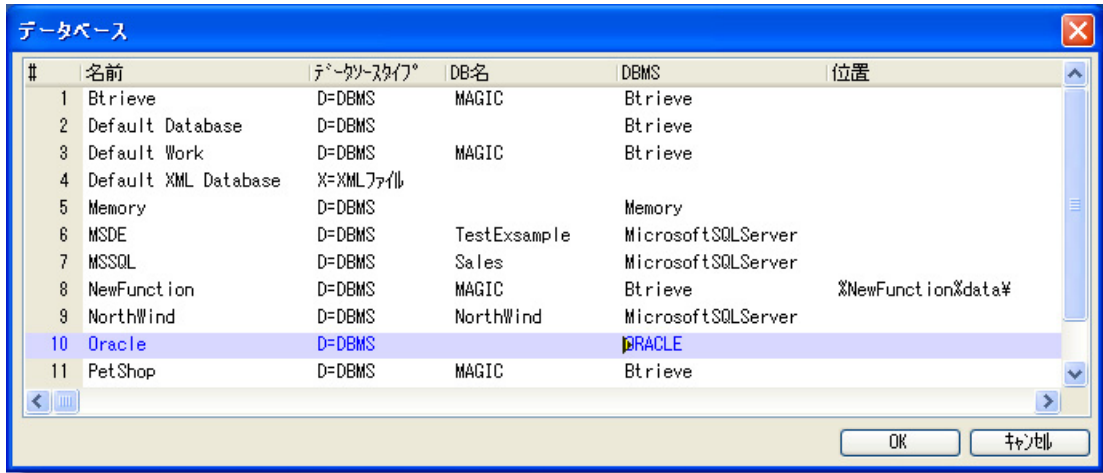 データベース
# 名前 ﾃﾞｰﾀｿｰｽﾀｲﾌﾟ DB名 DBMS 位置
1 Btrieve D=DBMS MAGIC Btrieve
2 Default Database D=DBMS Btrieve
3 Default Work D=DBMS MAGIC Btrieve
4 Default XML Database X=XMLﾌｧｲﾙ
5 Memory D=DBMS Memory
6 MSDE D=DBMS TestExsample MicrosoftSQLServer
7 MSSQL D=DBMS Sales MicrosoftSQLServer
8 NewFunction D=DBMS MAGIC Btrieve %NewFunction%data¥
9 NorthWind D=DBMS NorthWind MicrosoftSQLServer
10 Oracle D=DBMS ORACLE
11 PetShop D=DBMS MAGIC Btrieve
OK ｷｬﾝｾﾙ